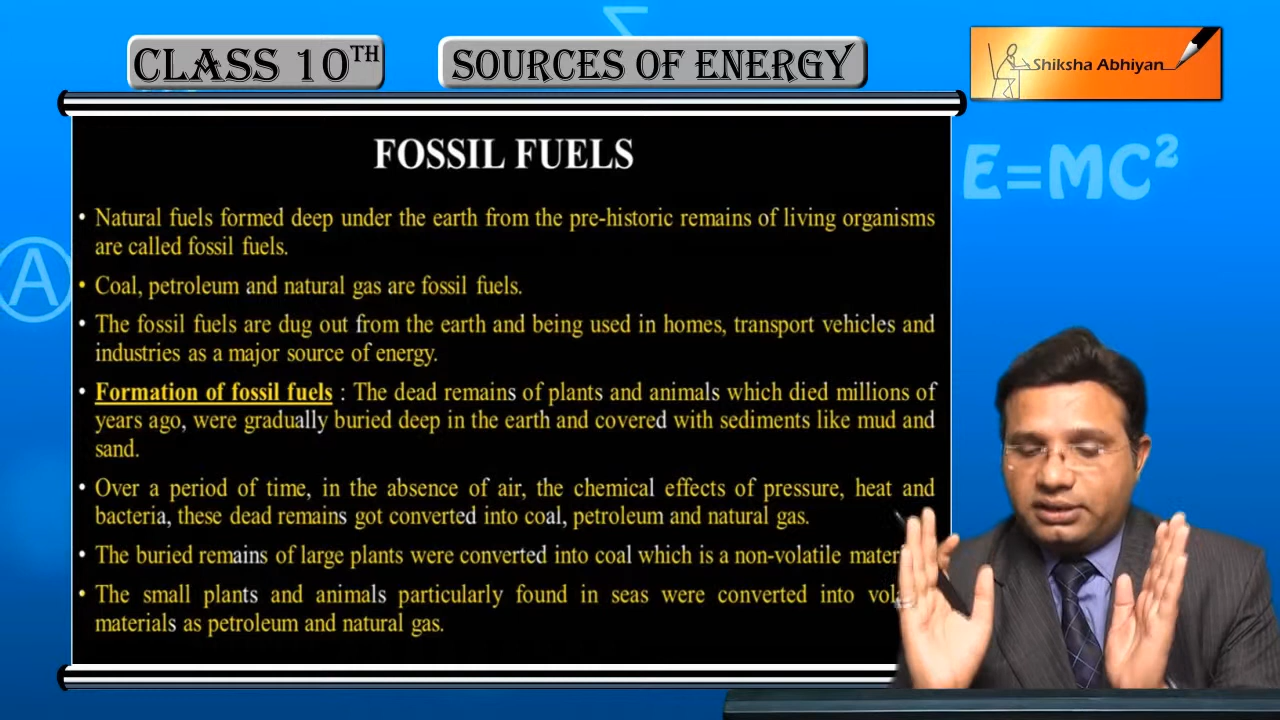 CLASS 10TH
SOURCES OF ENERGY
Shiksha Abhiyan
E=MC2
A
FOSSIL FUELS
• Natural fuels formed deep under the earth from the pre-historic remains of living organisms
are called fossil fuels.
• Coal, petroleum and natural gas are fossil fuels.
• The fossil fuels are dug out from the earth and being used in homes, transport vehicles and
industries as a major source of energy.
• Formation of fossil fuels : The dead remains of plants and animals which died millions of
years ago, were gradually buried deep in the earth and covered with sediments like mud and
sand.
• Over a period of time, in the absence of air, the chemical effects of pressure, heat and
bacteria, these dead remains got converted into coal, petroleum and natural gas.
• The buried remains of large plants were converted into coal which is a non-volatile
• The small plants and animals particularly found in seas were converted into
materials as petroleum and natural gas.